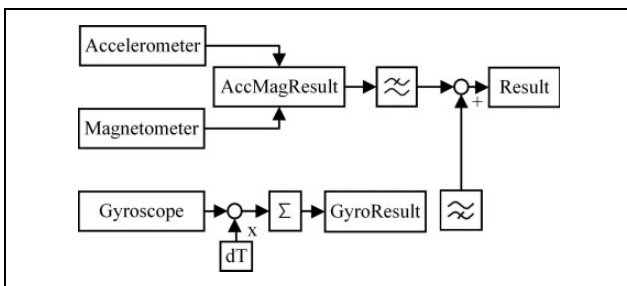 Accelerometer
AccMagResult
Result
+
Magnetometer
Gyroscope
Σ
GyroResult
x
dT